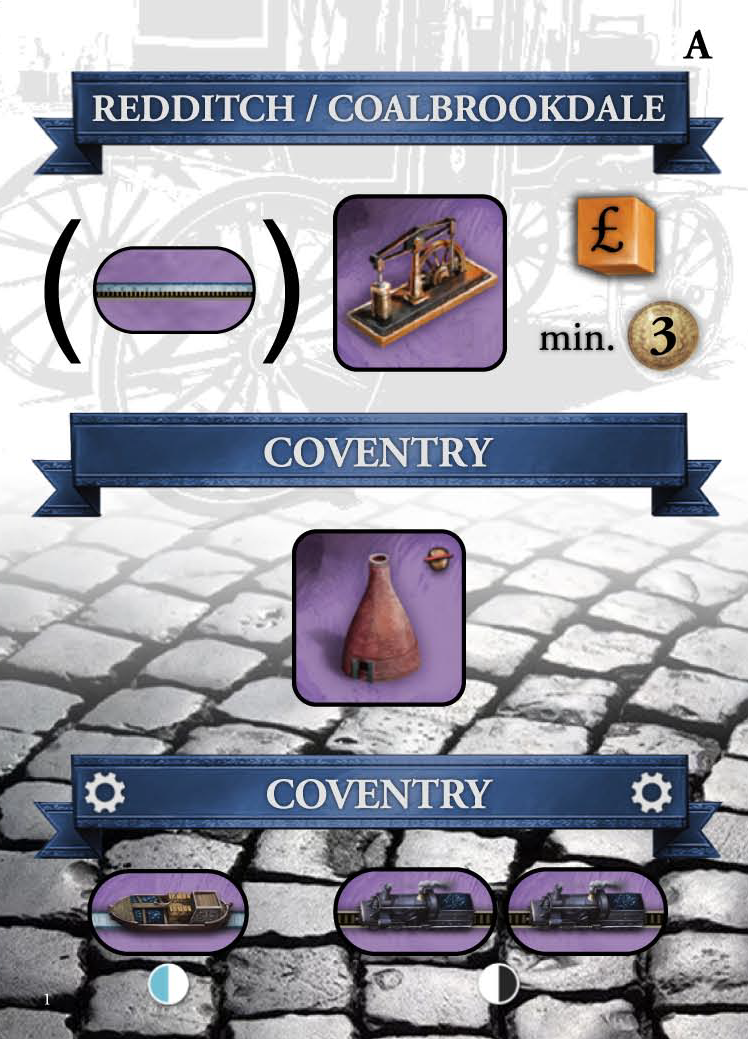 A
REDDITCH / COALBROOKDALE
£
min. 3
COVENTRY
COVENTRY
1